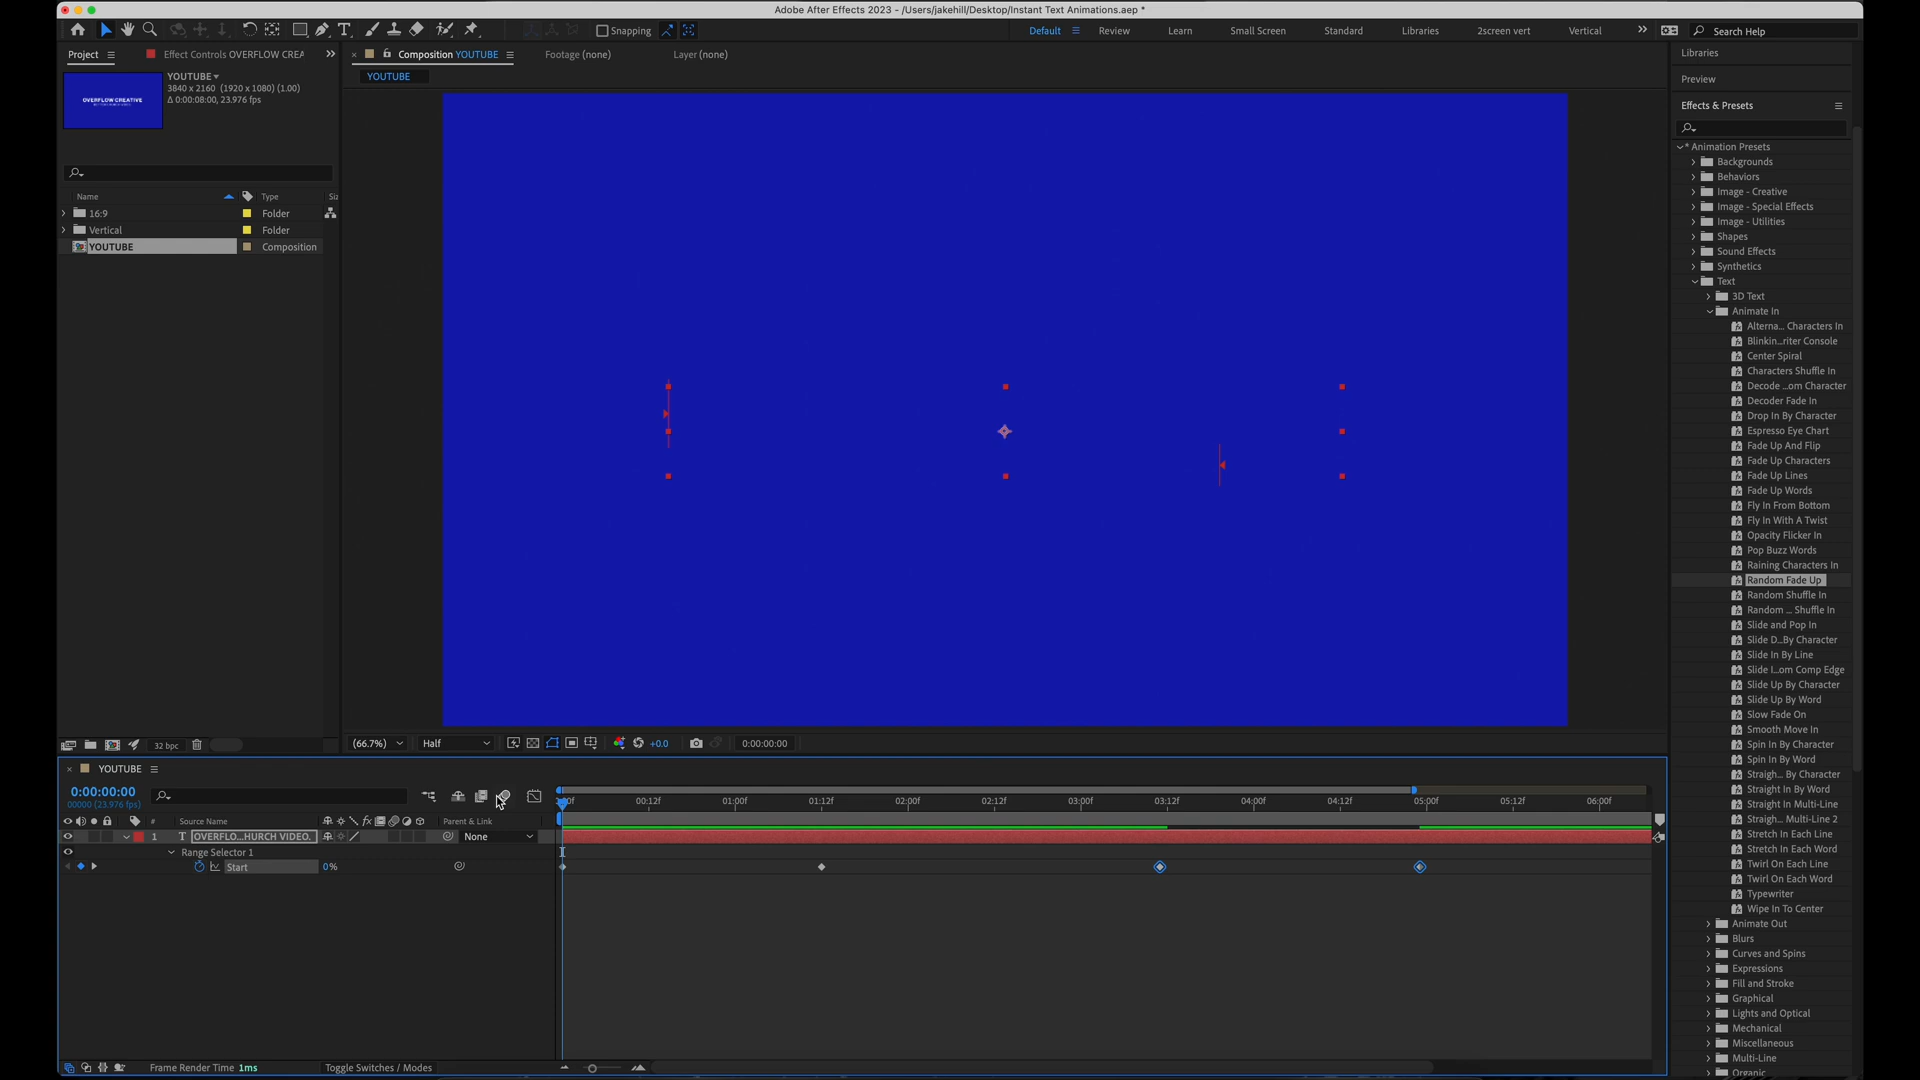 Adobe After Effects 2023 - /Users/jakehill/Desktop/Instant Text Animations.aep *
Snapping
Default
Review
Learn
Small Screen
Standard
Libraries
2screen vert
Vertical
Search Help
Project
Effect Controls OVERFLOW CREA
Composition YOUTUBE
Footage (none)
Layer (none)
YOUTUBE
YOUTUBE
3840 x 2160 (1920 x 1080) (1.00)
Δ 0:00:08:00, 23.976 fps
OVERFLOW CREATIVE
Name
Type
Siz
16:9
Folder
Vertical
Folder
YOUTUBE
Composition
32 bpc
(66.7%)
Half
+0.0
0:00:00:00
Libraries
Preview
Effects & Presets
* Animation Presets
Backgrounds
Behaviors
Image - Creative
Image - Special Effects
Image - Utilities
Shapes
Sound Effects
Synthetics
Text
3D Text
Animate In
Alterna... Characters In
Blinkin...riter Console
Center Spiral
Characters Shuffle In
Decode ...om Character
Decoder Fade In
Drop In By Character
Espresso Eye Chart
Fade Up And Flip
Fade Up Characters
Fade Up Lines
Fade Up Words
Fly In From Bottom
Fly In With A Twist
Opacity Flicker In
Pop Buzz Words
Raining Characters In
Random Fade Up
Random Shuffle In
Random ... Shuffle In
Slide and Pop In
Slide D...By Character
Slide In By Line
Slide I...om Comp Edge
Slide Up By Character
Slide Up By Word
Slow Fade On
Smooth Move In
Spin In By Character
Spin In By Word
Straigh... By Character
Straight In By Word
Straight In Multi-Line
Straigh... Multi-Line 2
Stretch In Each Line
Stretch In Each Word
Twirl On Each Line
Twirl On Each Word
Typewriter
Wipe In To Center
Animate Out
Blurs
Curves and Spins
Expressions
Fill and Stroke
Graphical
Lights and Optical
Mechanical
Miscellaneous
Multi-Line
Organic
YOUTUBE
0:00:00:00
00000 (23.976 fps)
:00f
00:12f
01:00f
01:12f
02:00f
02:12f
03:00f
03:12f
04:00f
04:12f
05:00f
05:12f
06:00f
#
Source Name
fx
Parent & Link
1
T
OVERFLO...HURCH VIDEO.
None
Range Selector 1
Start
0%
Frame Render Time 1ms
Toggle Switches / Modes